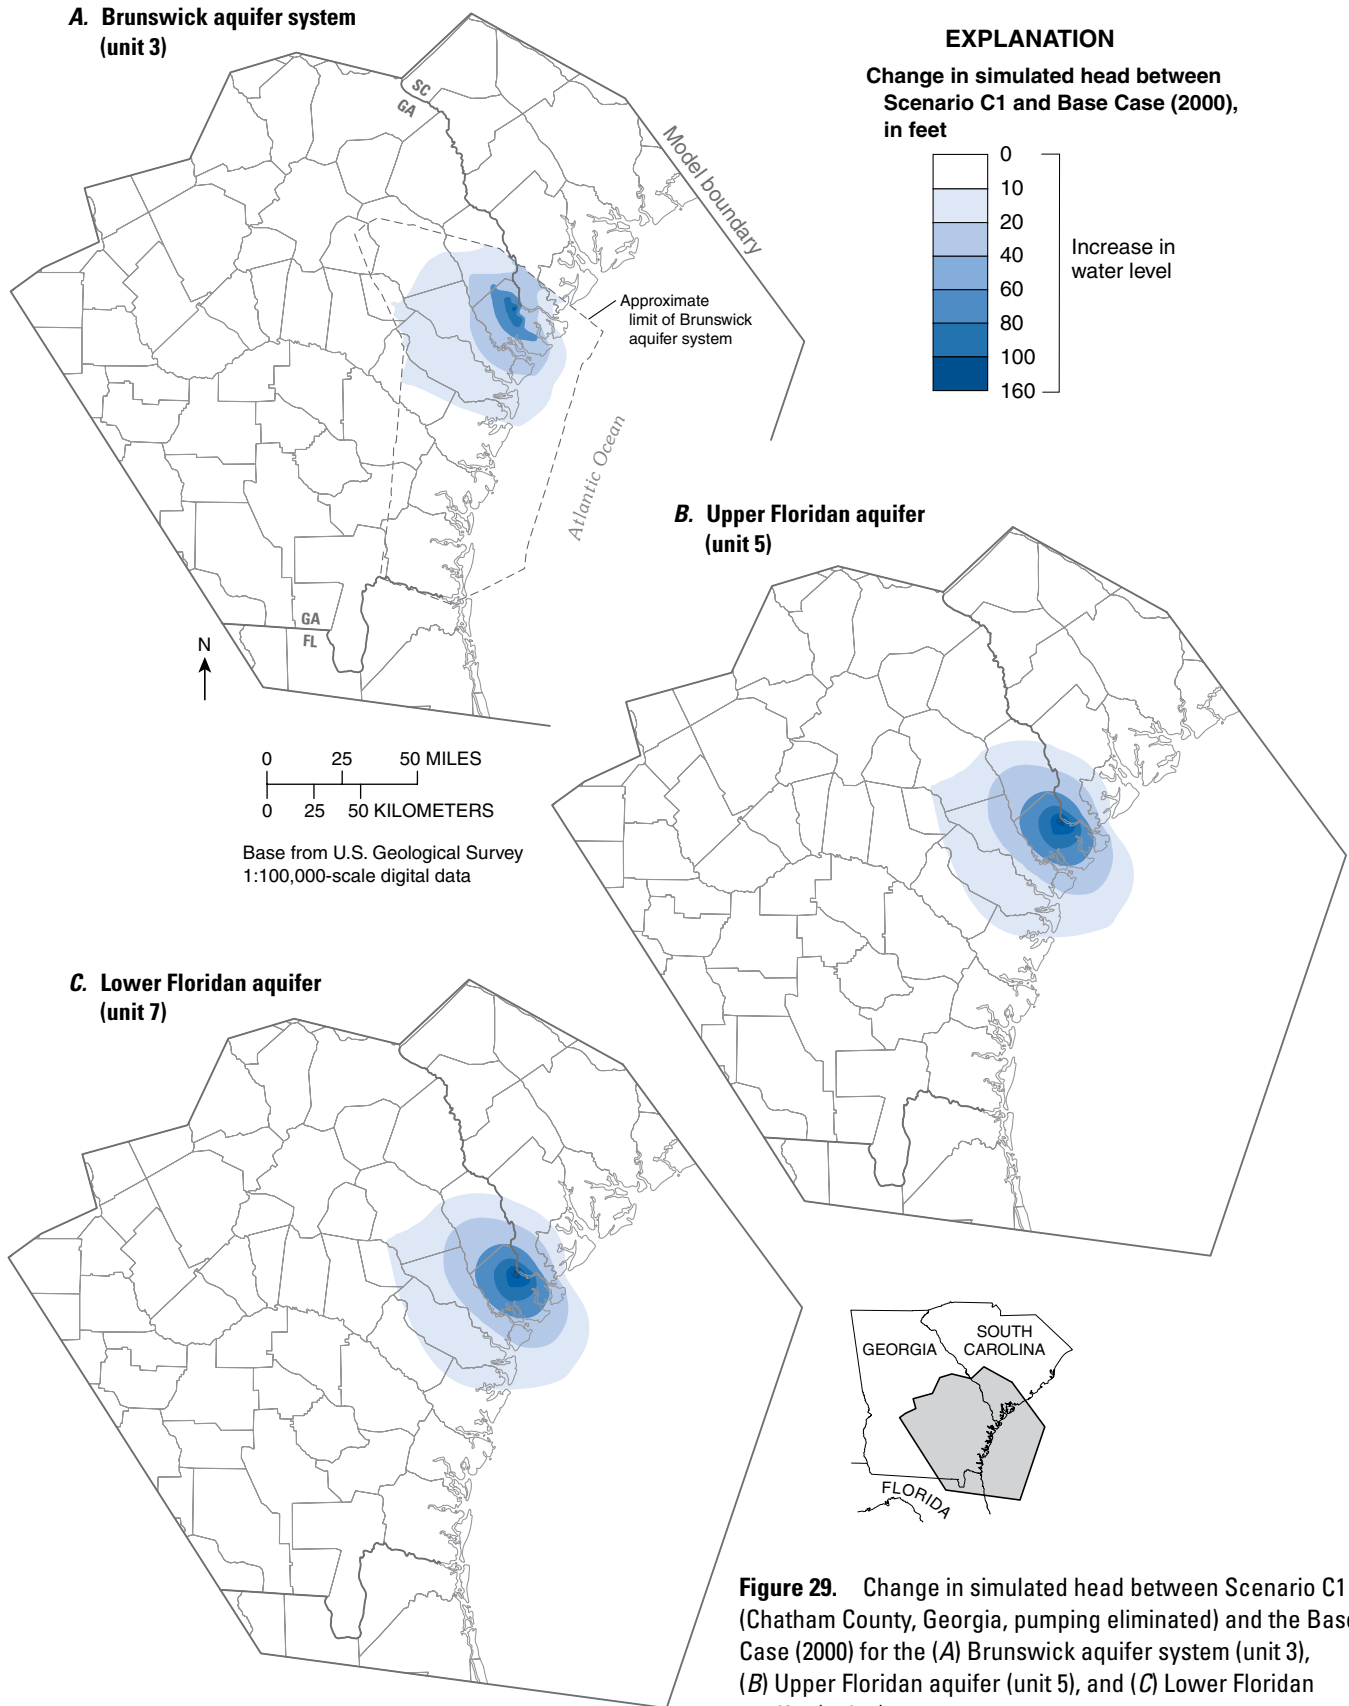 A. Brunswick aquifer system
(unit 3)
EXPLANATION
Change in simulated head between
Scenario C1 and Base Case (2000),
in feet
0
10
20
40
60
80
100
160
Increase in
water level
SC
GA
Model boundary
Approximate
limit of Brunswick
aquifer system
Atlantic Ocean
GA
FL
N
0 25 50 MILES
0 25 50 KILOMETERS
Base from U.S. Geological Survey
1:100,000-scale digital data
B. Upper Floridan aquifer
(unit 5)
C. Lower Floridan aquifer
(unit 7)
GEORGIA
SOUTH
CAROLINA
FLORIDA
Figure 29. Change in simulated head between Scenario C1
(Chatham County, Georgia, pumping eliminated) and the Base
Case (2000) for the (A) Brunswick aquifer system (unit 3),
(B) Upper Floridan aquifer (unit 5), and (C) Lower Floridan